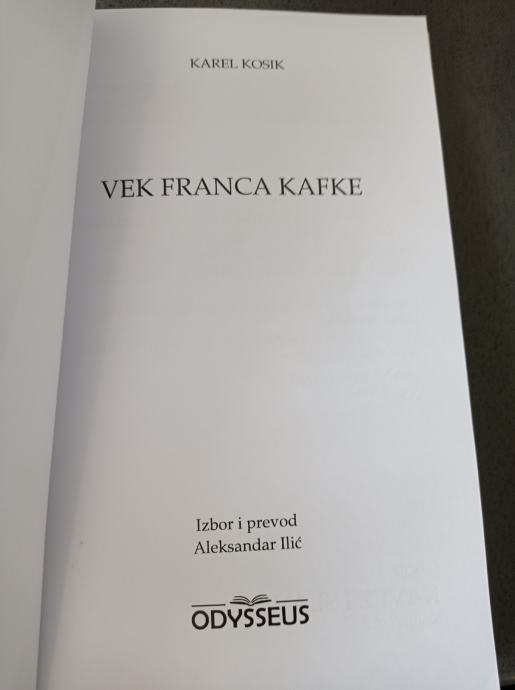 KAREL KOSIK
VEK FRANCA KAFKE
Izbor i prevod
Aleksandar Ilić
ODYSSEUS